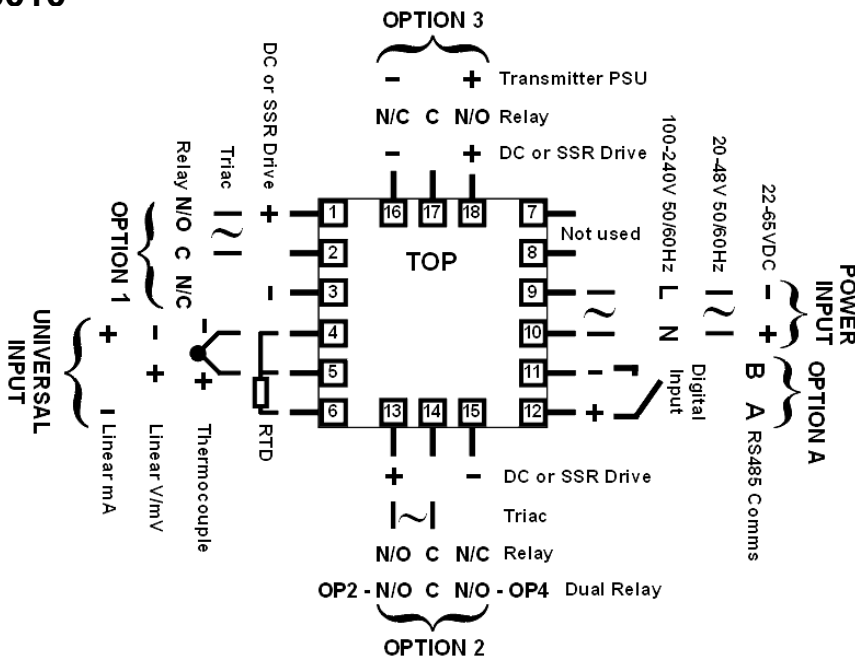 OPTION 3
- + Transmitter PSU
N/C C N/O Relay
- + DC or SSR Drive
DC or SSR Drive
+
-
Triac
~
Relay N/O C N/C
OPTION 1
UNIVERSAL
INPUT
+ - Linear mA
- + Linear V/mV
- + Thermocouple
RTD
1
2
3
4
5
6
16 17 18
TOP
7
8
9
10
11
12
13 14 15
Not used
~
100-240V 50/60Hz
L N
20-48V 50/60Hz
~
22-65VDC
- +
POWER
INPUT
- +
Digital
Input
B A RS485 Comms
OPTION A
+ - DC or SSR Drive
~ Triac
N/O C N/C Relay
OP2 - N/O C N/O - OP4 Dual Relay
OPTION 2